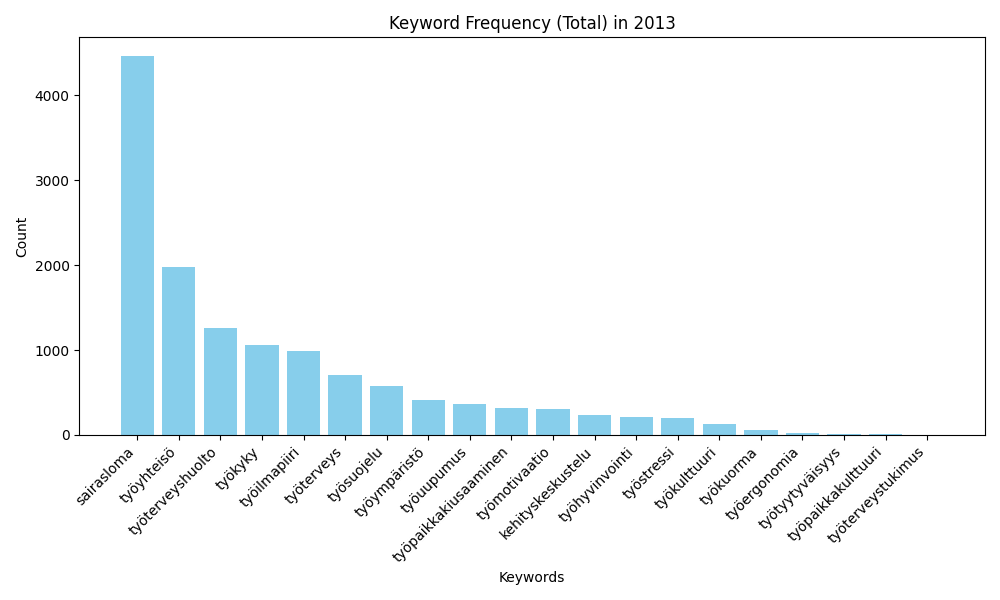 Keyword Frequency (Total) in 2013
Count
4000
3000
2000
1000
0
sairasloma
työyhteisö
työterveyshuolto
työkyky
työilmapiiri
työterveys
työsuojelu
työympäristö
työuupumus
työpaikkakiusaaminen
työmotivaatio
kehityskeskustelu
työhyvinvointi
työstressi
työkulttuuri
työkuorma
työergonomia
työtyytyväisyys
työpaikkakulttuuri
työterveystukimus
Keywords